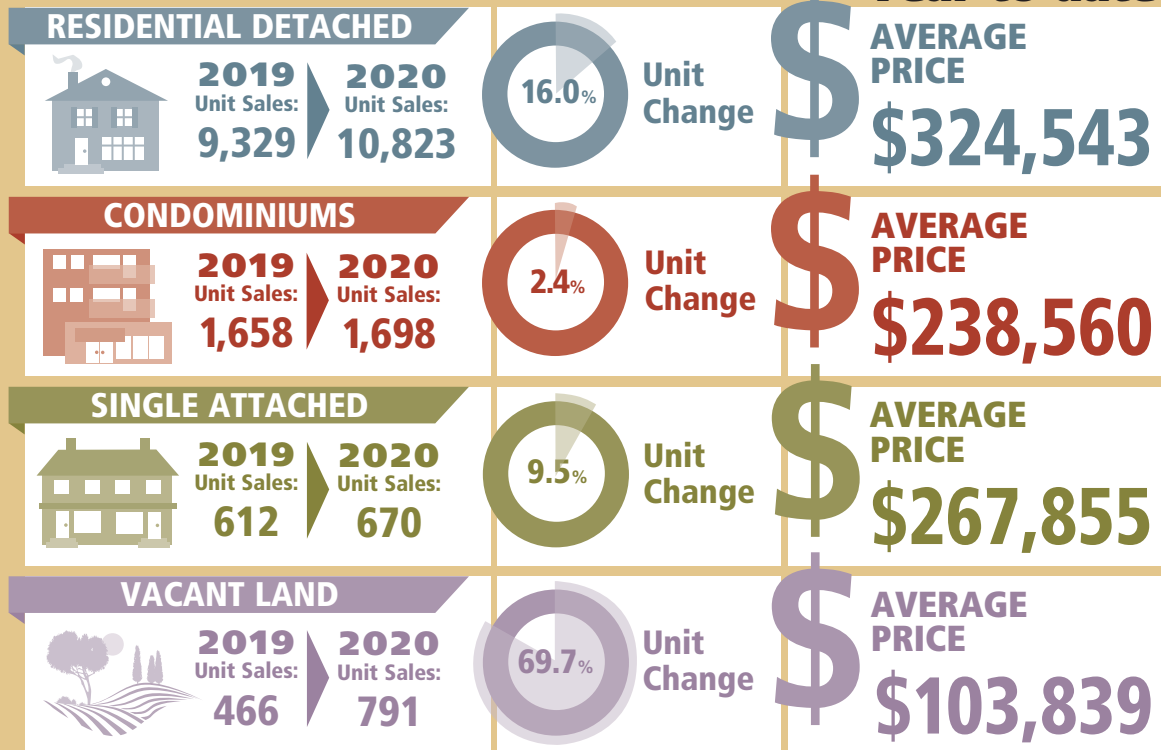 Year-to-date
RESIDENTIAL DETACHED
2019
Unit Sales:
9,329
2020
Unit Sales:
10,823
16.0%
Unit
Change
$
AVERAGE
PRICE
$324,543
CONDOMINIUMS
2019
Unit Sales:
1,658
2020
Unit Sales:
1,698
2.4%
Unit
Change
$
AVERAGE
PRICE
$238,560
SINGLE ATTACHED
2019
Unit Sales:
612
2020
Unit Sales:
670
9.5%
Unit
Change
$
AVERAGE
PRICE
$267,855
VACANT LAND
2019
Unit Sales:
466
2020
Unit Sales:
791
69.7%
Unit
Change
$
AVERAGE
PRICE
$103,839